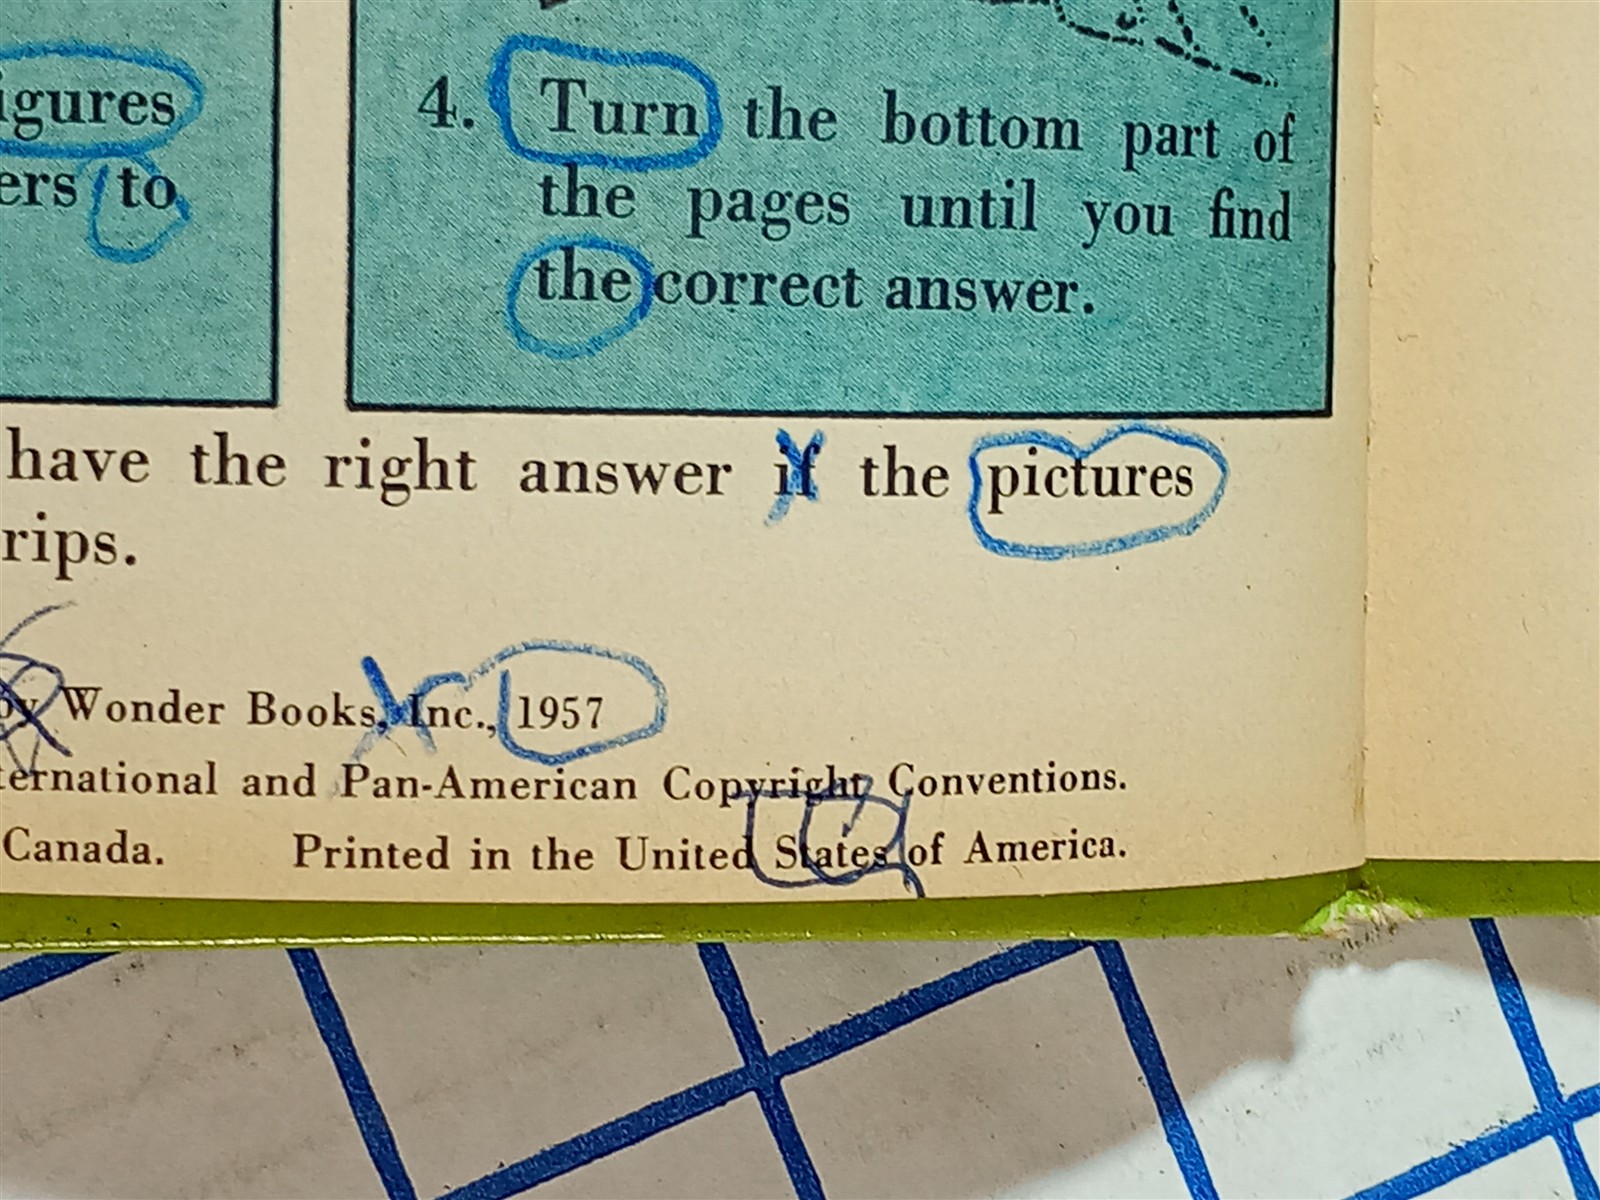 igures
ers to
4. Turn the bottom part of
the pages until you find
the correct answer.
have the right answer if the pictures
rips.
by Wonder Books, Inc., 1957
ternational and Pan-American Copyright Conventions.
Canada. Printed in the United States of America.